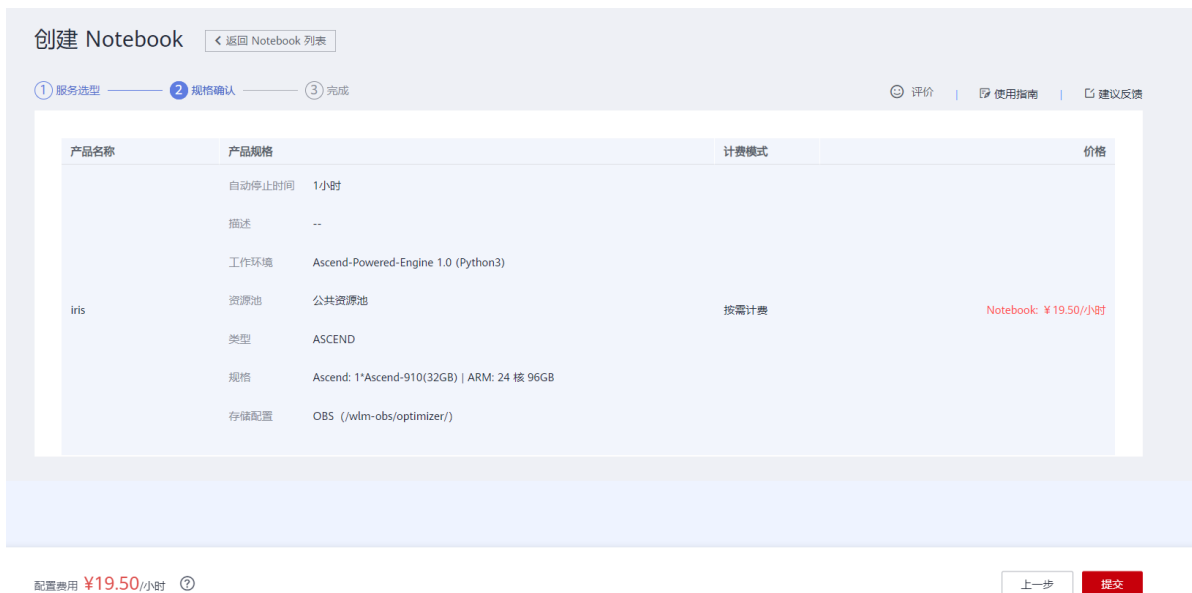 创建 Notebook 返回 Notebook 列表
1 服务选型 2 规格确认 3 完成 评价 | 使用指南 | 建议反馈
产品名称 产品规格 计费模式 价格
自动停止时间 1小时
描述 --
工作环境 Ascend-Powered-Engine 1.0 (Python3)
资源池 公共资源池
iris 按需计费 Notebook: ¥19.50/小时
类型 ASCEND
规格 Ascend: 1*Ascend-910(32GB) | ARM: 24 核 96GB
存储配置 OBS (/wlm-obs/optimizer/)
配置费用 ¥19.50/小时 ? 上一步 提交